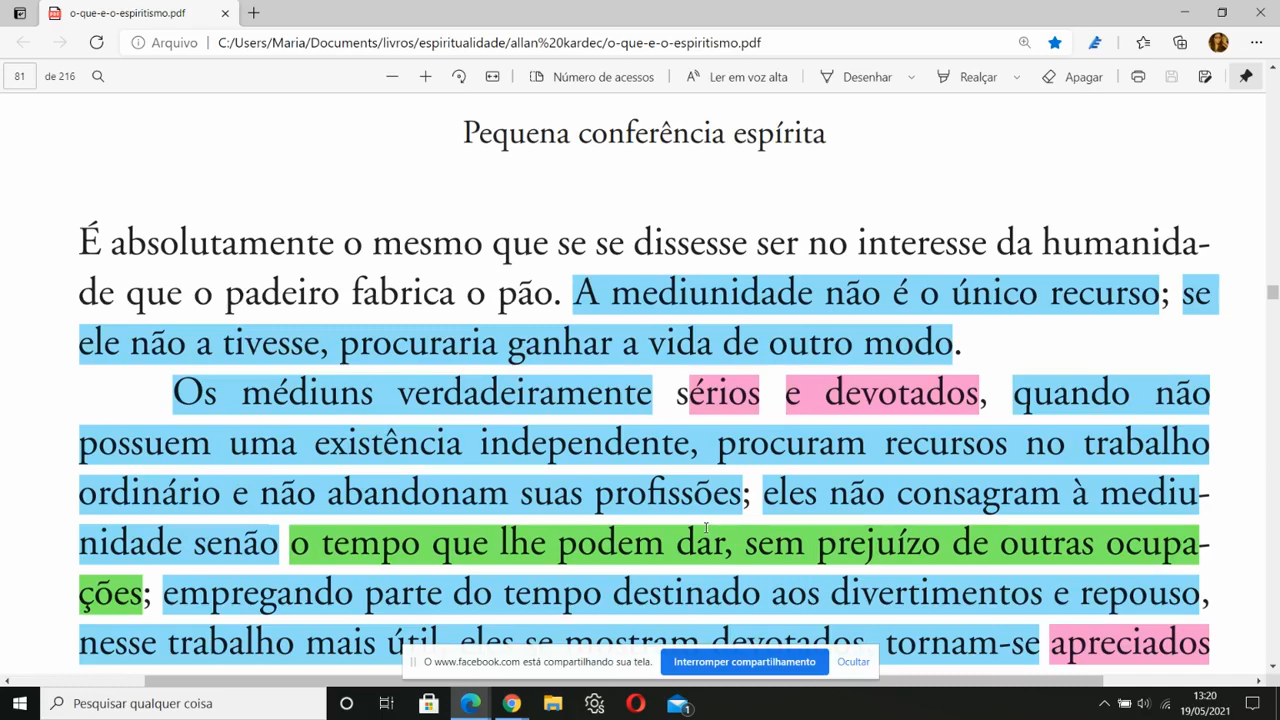 o-que-e-o-espiritismo.pdf
Arquivo C:/Users/Maria/Documents/livros/espiritualidade/allan%20kardec/o-que-e-o-espiritismo.pdf
81 de 216 Número de acessos Ler em voz alta Desenhar Realçar Apagar
Pequena conferência espírita
É absolutamente o mesmo que se se dissesse ser no interesse da humanida-
de que o padeiro fabrica o pão. A mediunidade não é o único recurso; se
ele não a tivesse, procuraria ganhar a vida de outro modo.
Os médiuns verdadeiramente sérios e devotados, quando não
possuem uma existência independente, procuram recursos no trabalho
ordinário e não abandonam suas profissões; eles não consagram à mediu-
nidade senão o tempo que lhe podem dar, sem prejuízo de outras ocupa-
ções; empregando parte do tempo destinado aos divertimentos e repouso,
nesse trabalho mais útil, eles se mostram devotados, tornam-se apreciados
O www.facebook.com está compartilhando sua tela. Interromper compartilhamento Ocultar
Pesquisar qualquer coisa
1
13:20
19/05/2021